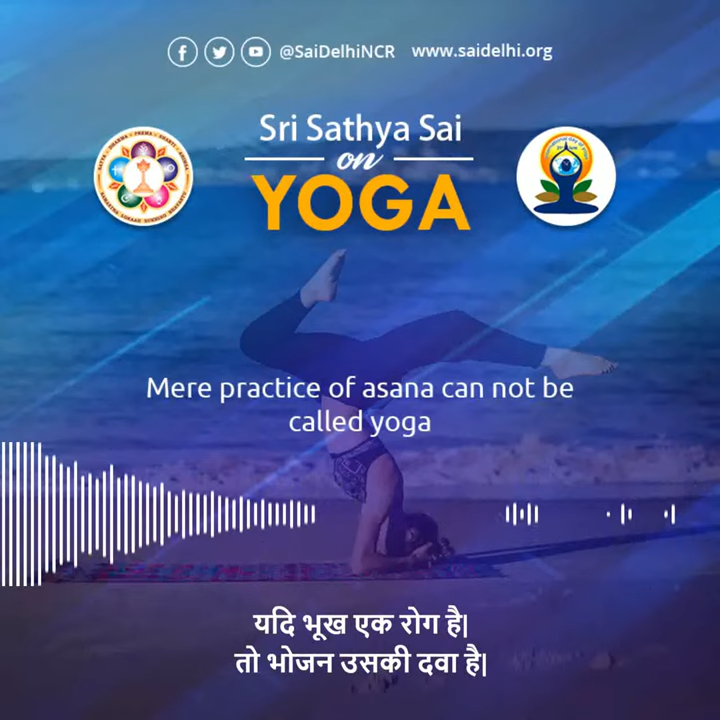 @SaiDelhiNCR www.saidelhi.org
Sri Sathya Sai
on
YOGA
Mere practice of asana can not be
called yoga
यदि भूख एक रोग है|
तो भोजन उसकी दवा है|